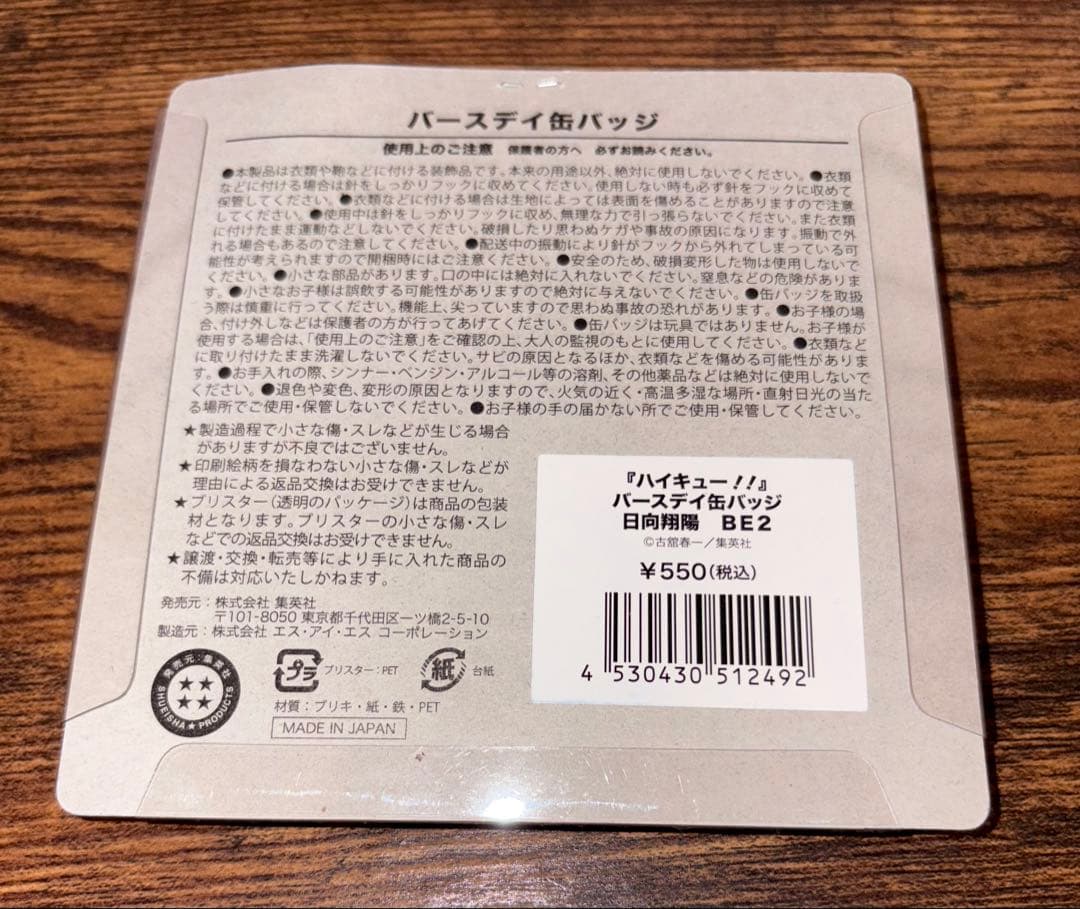 バースデイ缶バッジ
使用上のご注意 保護者の方へ 必ずお読みください。
●本製品は衣類や鞄などに付ける装飾品です。本来の用途以外、絶対に使用しないでください。●衣類
などに付ける場合は針をしっかりフックに収めてください。使用しない時も必ず針をフックに収めて
保管してください。●衣類などに付ける場合は生地によっては表面を傷めることがありますので注意
してください。●使用中は針をしっかりフックに収め、無理な力で引っ張らないでください。また衣類
に付けたまま運動などしないでください。破損したり思わぬケガや事故の原因になります。振動で外
れる場合もあるので注意してください。●配送中の振動により針がフックから外れてしまっている可
能性が考えられますので開梱時にはご注意ください。●安全のため、破損変形した物は使用しないで
ください。●小さな部品があります。口の中には絶対に入れないでください。窒息などの危険がありま
す。●小さなお子様は誤飲する可能性がありますので絶対に与えないでください。●缶バッジを取扱
う際は慎重に行ってください。機能上、尖っていますので思わぬ事故の恐れがあります。●お子様の場
合、付け外しなどは保護者の方が行ってあげてください。●缶バッジは玩具ではありません。お子様が
使用する場合は、「使用上のご注意」をご確認の上、大人の監視のもとに使用してください。●衣類など
に取り付けたまま洗濯しないでください。サビの原因となるほか、衣類などを傷める可能性がありま
す。●お手入れの際、シンナー・ベンジン・アルコール等の溶剤、その他薬品などは絶対に使用しないで
ください。●退色や変色、変形の原因となりますので、火気の近く・高温多湿な場所・直射日光の当た
る場所でご使用・保管しないでください。●お子様の手の届かない所でご使用・保管してください。
★製造過程で小さな傷・スレなどが生じる場合
がありますが不良ではございません。
★印刷絵柄を損なわない小さな傷・スレなどが
理由による返品交換はお受けできません。
★ブリスター（透明のパッケージ）は商品の包装
材となります。ブリスターの小さな傷・スレ
などでの返品交換はお受けできません。
★譲渡・交換・転売等により手に入れた商品の
不備は対応いたしかねます。
発売元：株式会社 集英社
〒101-8050 東京都千代田区一ツ橋2-5-10
製造元：株式会社 エス・アイ・エス コーポレーション
発売元：集英社
SHUEISHA★PRODUCTS
プラ ブリスター：PET
紙 台紙
材質：ブリキ・紙・鉄・PET
MADE IN JAPAN
『ハイキュー!!』
バースデイ缶バッジ
日向翔陽 BE2
©古舘春一／集英社
¥550(税込)
4 530430 512492